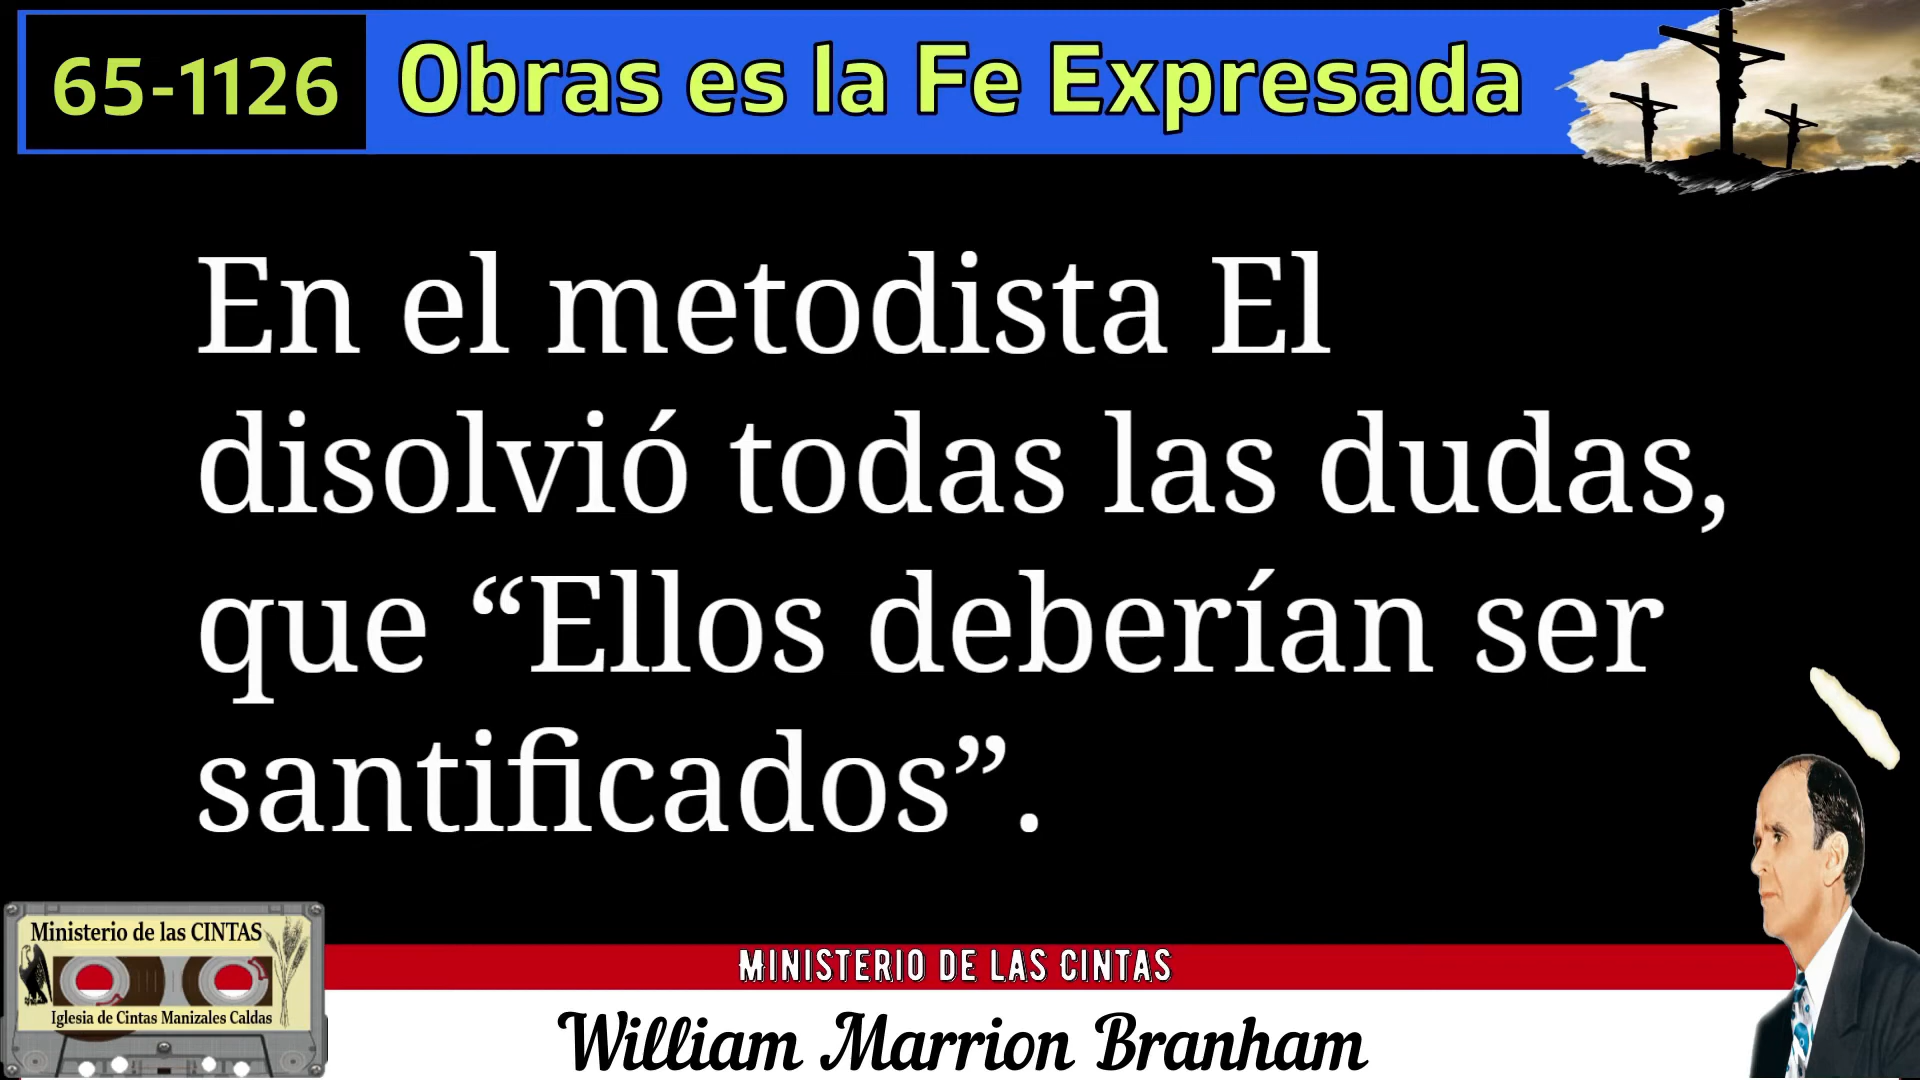 65-1126
Obras es la Fe Expresada
En el metodista El
disolvió todas las dudas,
que “Ellos deberían ser
santificados”.
Ministerio de las CINTAS
Iglesia de Cintas Manizales Caldas
MINISTERIO DE LAS CINTAS
William Marrion Branham